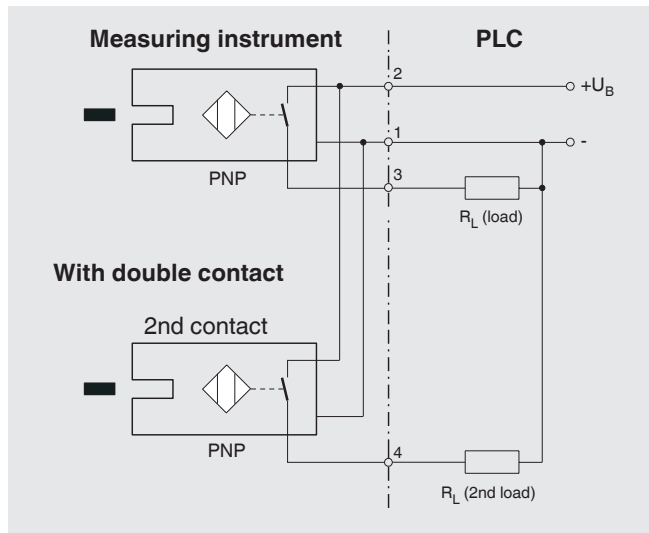 Measuring instrument
PLC
2
+U_B
1
-
PNP
3
R_L (load)
With double contact
2nd contact
PNP
4
R_L (2nd load)